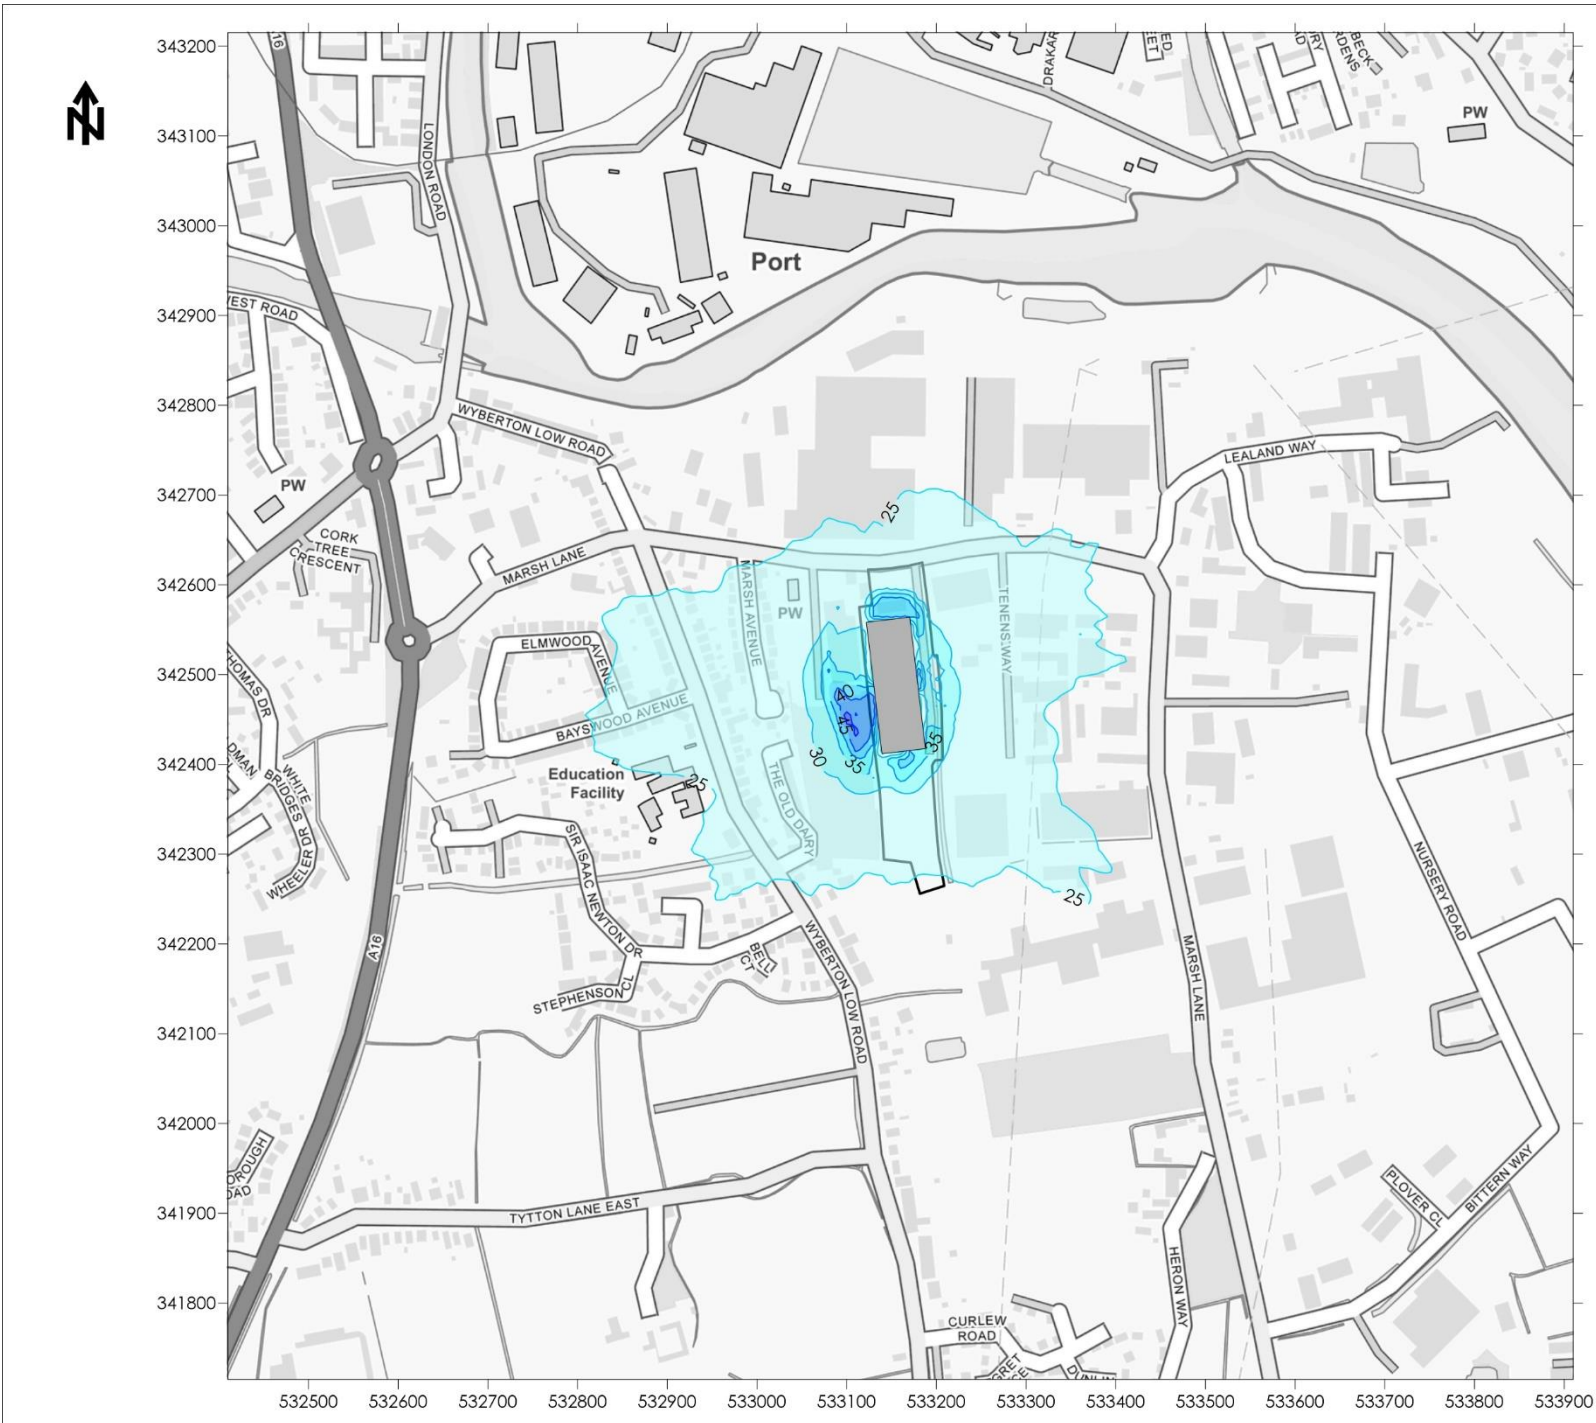 N
343200
343100
343000
342900
342800
342700
342600
342500
342400
342300
342200
342100
342000
341900
341800
532500
532600
532700
532800
532900
533000
533100
533200
533300
533400
533500
533600
533700
533800
533900
16
LONDON ROAD
DRAKAR
BECK
PW
Port
WYBERTON LOW ROAD
LEALAND WAY
PW
CORK
TREE
CRESCENT
MARSH LANE
MARSH AVENUE
PW
TENENS WAY
25
ELMWOOD
AVENUE
BAYSWOOD AVENUE
40
45
35
30
35
25
Education
Facility
THE OLD DAIRY
THOMAS DR
WHITE
BRIDGES
WHEELER DR
SIR ISAAC NEWTON DR
25
A16
BELL
CT
STEPHENSON CL
WYBERTON LOW ROAD
MARSH LANE
NURSERY ROAD
TYTTON LANE EAST
PLOVER CL
BITTERN WAY
HERON WAY
CURLEW
ROAD